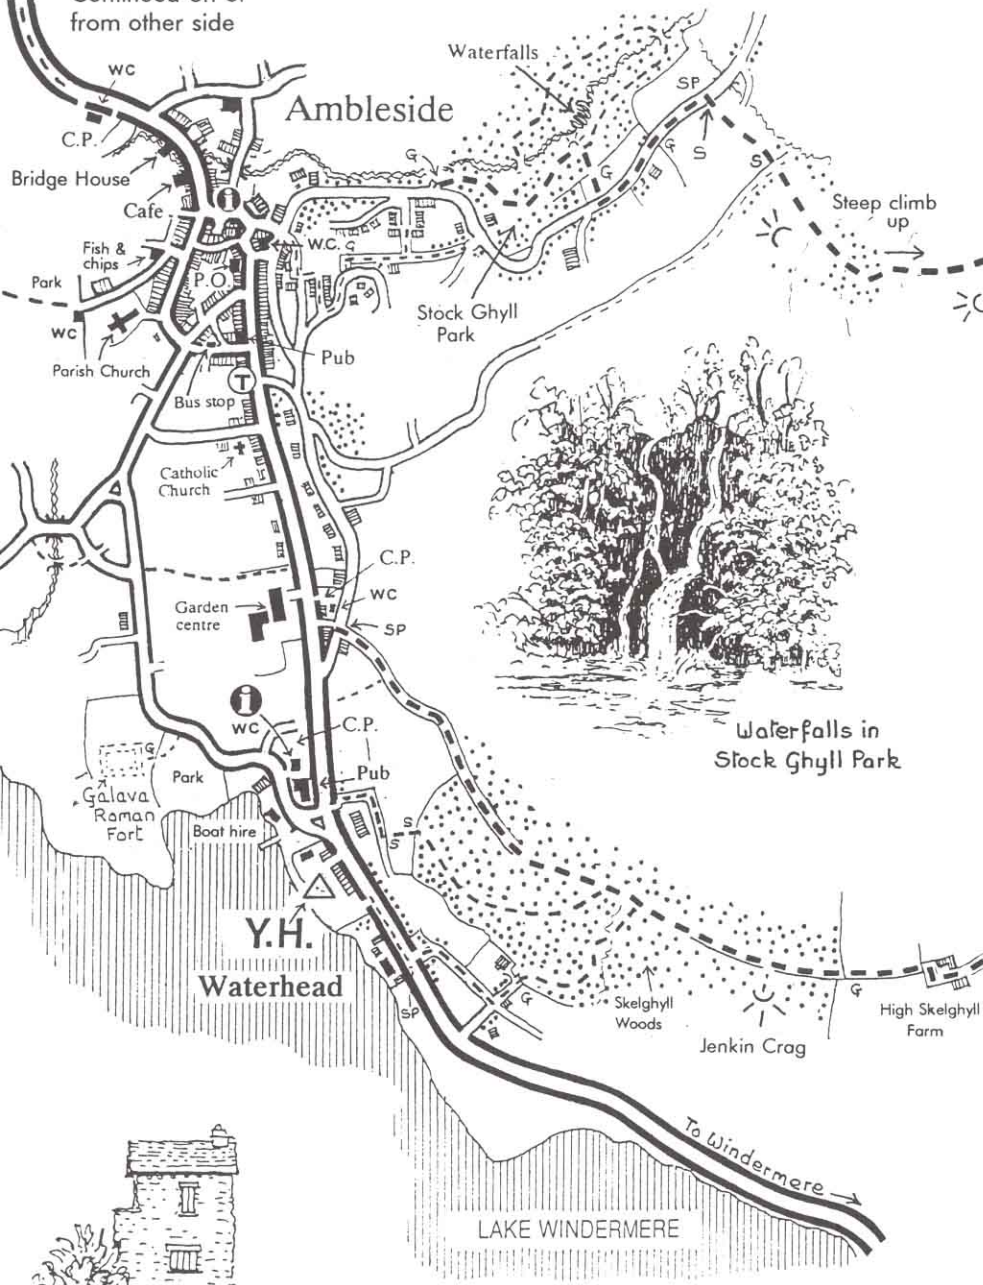 from other side
WC
C.P.
Ambleside
Waterfalls
SP
G
G
G
S
S
Bridge House
Cafe
i
Steep climb
up
W.C.
G
Fish &
chips
Park
P.O.
WC
Stock Ghyll
Park
Parish Church
Pub
T
Bus stop
Catholic
Church
C.P.
Garden
centre
WC
SP
i
WC
C.P.
Waterfalls in
Stock Ghyll Park
G
Park
Pub
Galava
Roman
Fort
Boat hire
S
S
Y.H.
Waterhead
SP
G
Skelghyll
Woods
Jenkin Crag
G
High Skelghyll
Farm
To Windermere
LAKE WINDERMERE